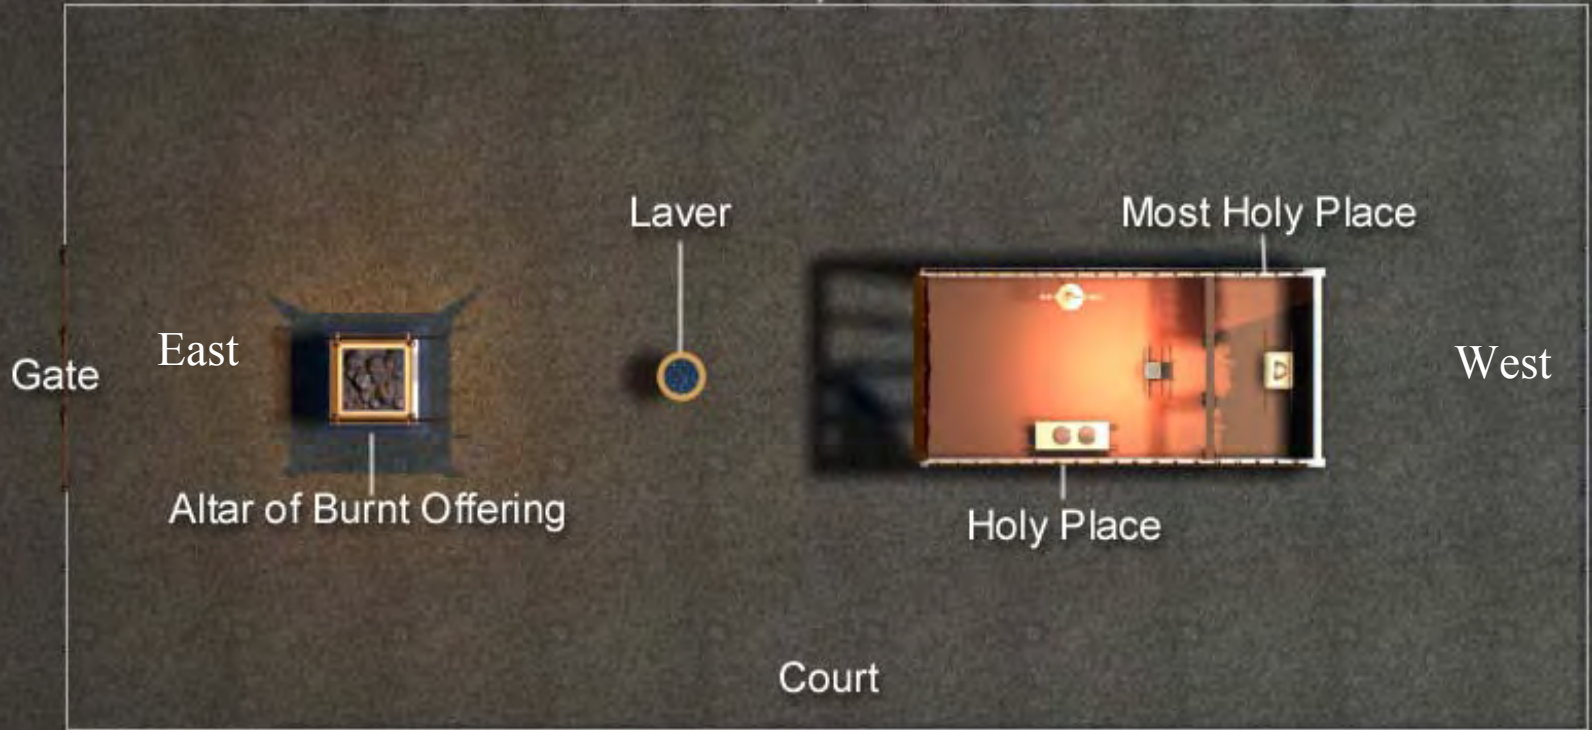 Laver
Most Holy Place
East
West
Gate
Altar of Burnt Offering
Holy Place
Court